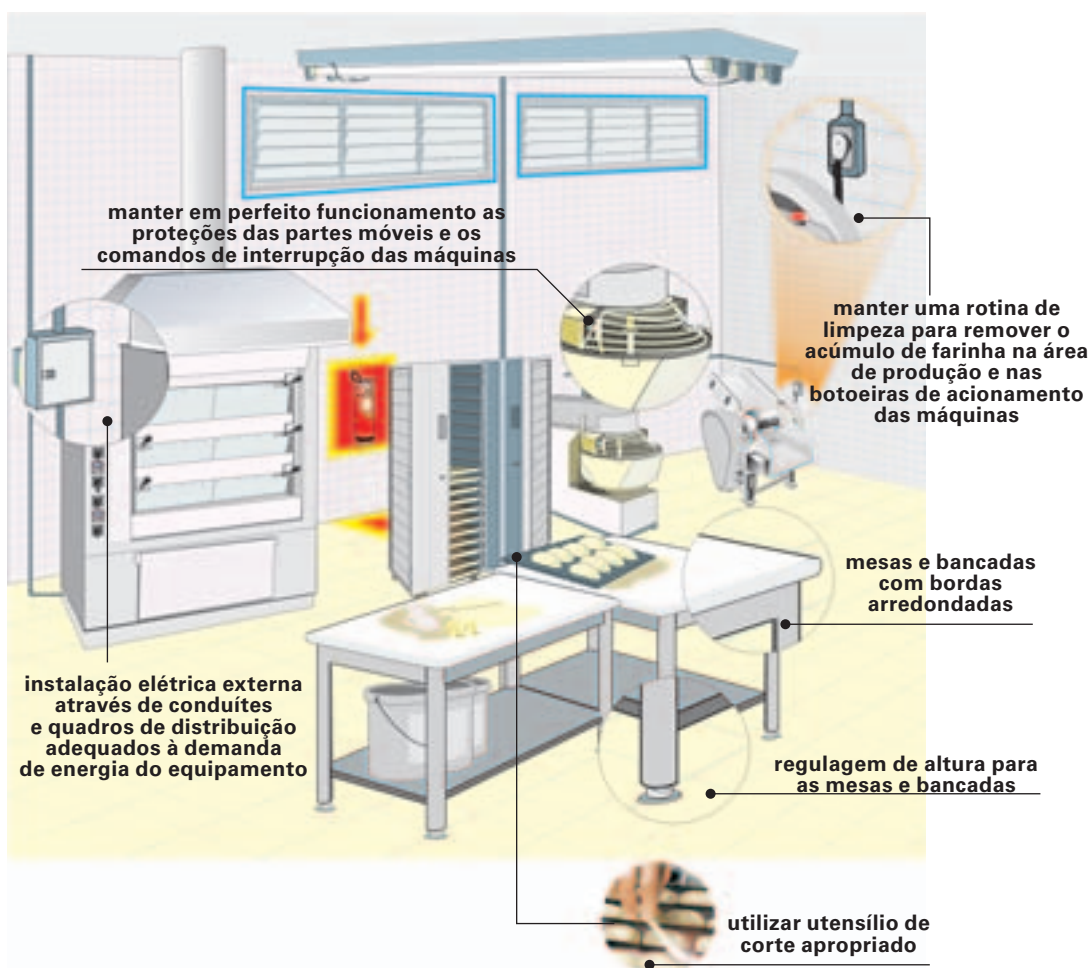 manter em perfeito funcionamento as
proteções das partes móveis e os
comandos de interrupção das máquinas
manter uma rotina de
limpeza para remover o
acúmulo de farinha na área
de produção e nas
botoeiras de acionamento
das máquinas
mesas e bancadas
com bordas
arredondadas
instalação elétrica externa
através de conduítes
e quadros de distribuição
adequados à demanda
de energia do equipamento
regulagem de altura para
as mesas e bancadas
utilizar utensílio de
corte apropriado